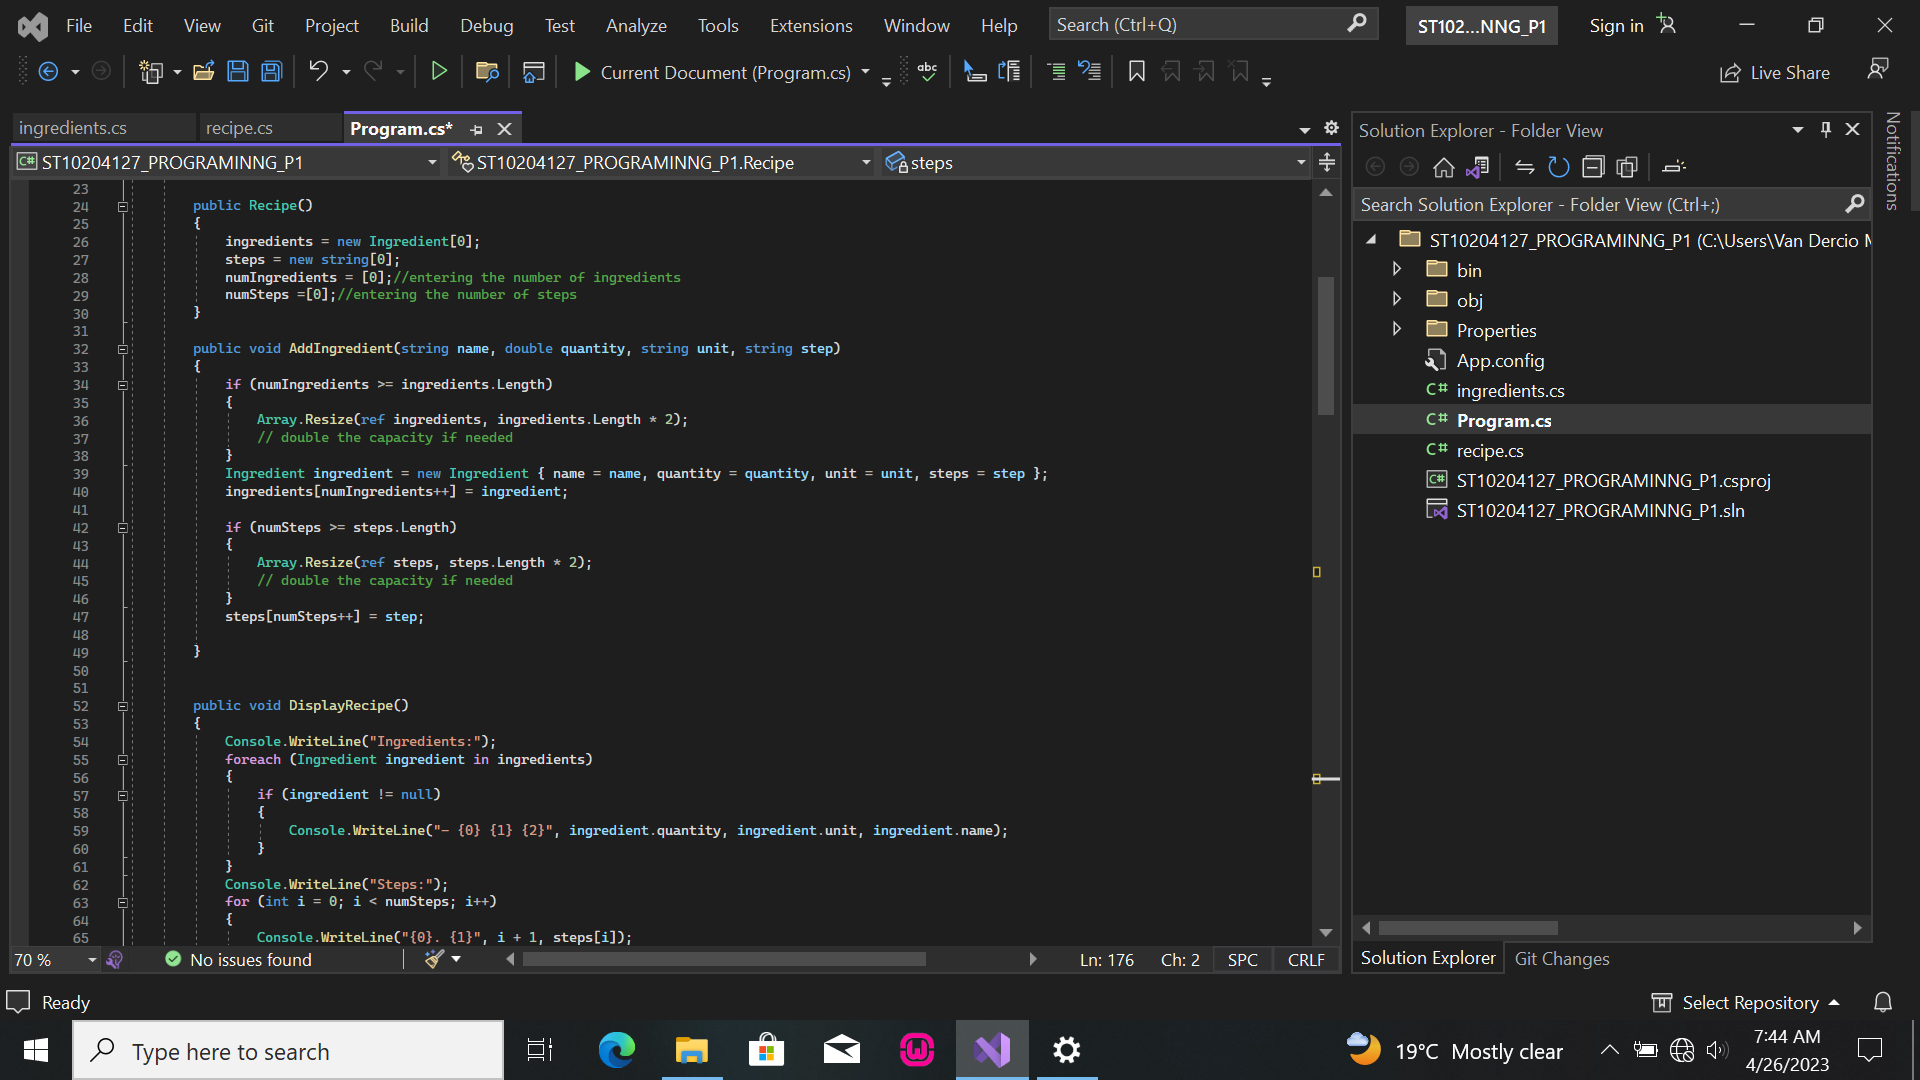 File Edit View Git Project Build Debug Test Analyze Tools Extensions Window Help Search (Ctrl+Q) ST102...NNG_P1 Sign in
Current Document (Program.cs) abc Live Share
ingredients.cs recipe.cs Program.cs*
ST10204127_PROGRAMINNG_P1 ST10204127_PROGRAMINNG_P1.Recipe steps
23
24 public Recipe()
25 {
26 ingredients = new Ingredient[0];
27 steps = new string[0];
28 numIngredients = [0];//entering the number of ingredients
29 numSteps =[0];//entering the number of steps
30 }
31
32 public void AddIngredient(string name, double quantity, string unit, string step)
33 {
34 if (numIngredients >= ingredients.Length)
35 {
36 Array.Resize(ref ingredients, ingredients.Length * 2);
37 // double the capacity if needed
38 }
39 Ingredient ingredient = new Ingredient { name = name, quantity = quantity, unit = unit, steps = step };
40 ingredients[numIngredients++] = ingredient;
41
42 if (numSteps >= steps.Length)
43 {
44 Array.Resize(ref steps, steps.Length * 2);
45 // double the capacity if needed
46 }
47 steps[numSteps++] = step;
48
49 }
50
51
52 public void DisplayRecipe()
53 {
54 Console.WriteLine("Ingredients:");
55 foreach (Ingredient ingredient in ingredients)
56 {
57 if (ingredient != null)
58 {
59 Console.WriteLine("- {0} {1} {2}", ingredient.quantity, ingredient.unit, ingredient.name);
60 }
61 }
62 Console.WriteLine("Steps:");
63 for (int i = 0; i < numSteps; i++)
64 {
65 Console.WriteLine("{0}. {1}", i + 1, steps[i]);
70 % No issues found Ln: 176 Ch: 2 SPC CRLF
Solution Explorer - Folder View
Search Solution Explorer - Folder View (Ctrl+;)
ST10204127_PROGRAMINNG_P1 (C:\Users\Van Dercio
bin
obj
Properties
App.config
C# ingredients.cs
C# Program.cs
C# recipe.cs
C# ST10204127_PROGRAMINNG_P1.csproj
ST10204127_PROGRAMINNG_P1.sln
Solution Explorer Git Changes
Notifications
Ready Select Repository
Type here to search
19°C Mostly clear
7:44 AM
4/26/2023